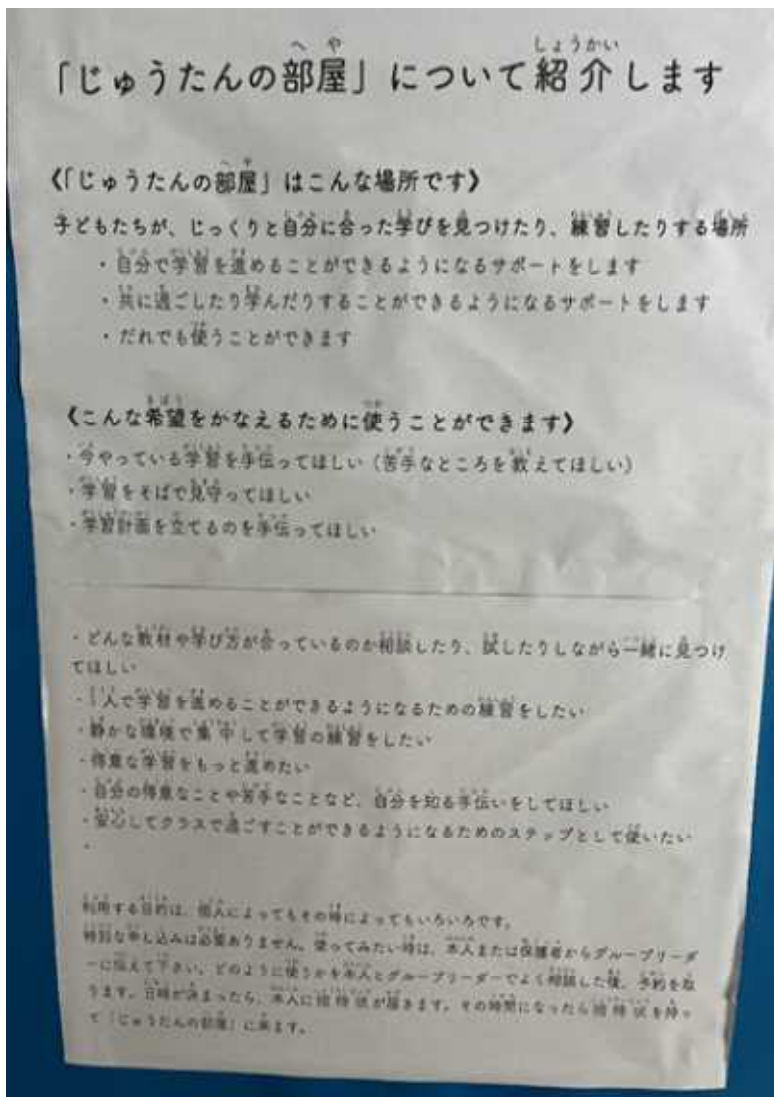 「じゅうたんの部屋」について紹介します
《「じゅうたんの部屋」はこんな場所です》
子どもたちが、じっくりと自分に合った学びを見つけたり、練習したりする場所
・自分で学習を進めることができるようになるサポートをします
・共に過ごしたり学んだりすることができるようになるサポートをします
・だれでも使うことができます
《こんな希望をかなえるために使うことができます》
・今やっている学習を手伝ってほしい(苦手なところを教えてほしい)
・学習をそばで見守ってほしい
・学習計画を立てるのを手伝ってほしい
・どんな教材や学び方が合っているのか相談したり、試したりしながら一緒に見つけ
てほしい
・1人で学習を進めることができるようになるための練習をしたい
・静かな環境で集中して学習の練習をしたい
・得意な学習をもっと進めたい
・自分の得意なことや苦手なことなど、自分を知る手伝いをしてほしい
・安心してクラスで過ごすことができるようになるためのステップとして使いたい
・
利用する目的は、個人によってもその時によってもいろいろです。
特別な申し込みは必要ありません。使ってみたい時は、本人または保護者からグループリーダ
ーに伝えて下さい。どのように使うかを本人とグループリーダーでよく相談した後、予約を取
ります。日時が決まったら、本人に招待状が届きます。その時間になったら招待状を持っ
て「じゅうたんの部屋」に来ます。